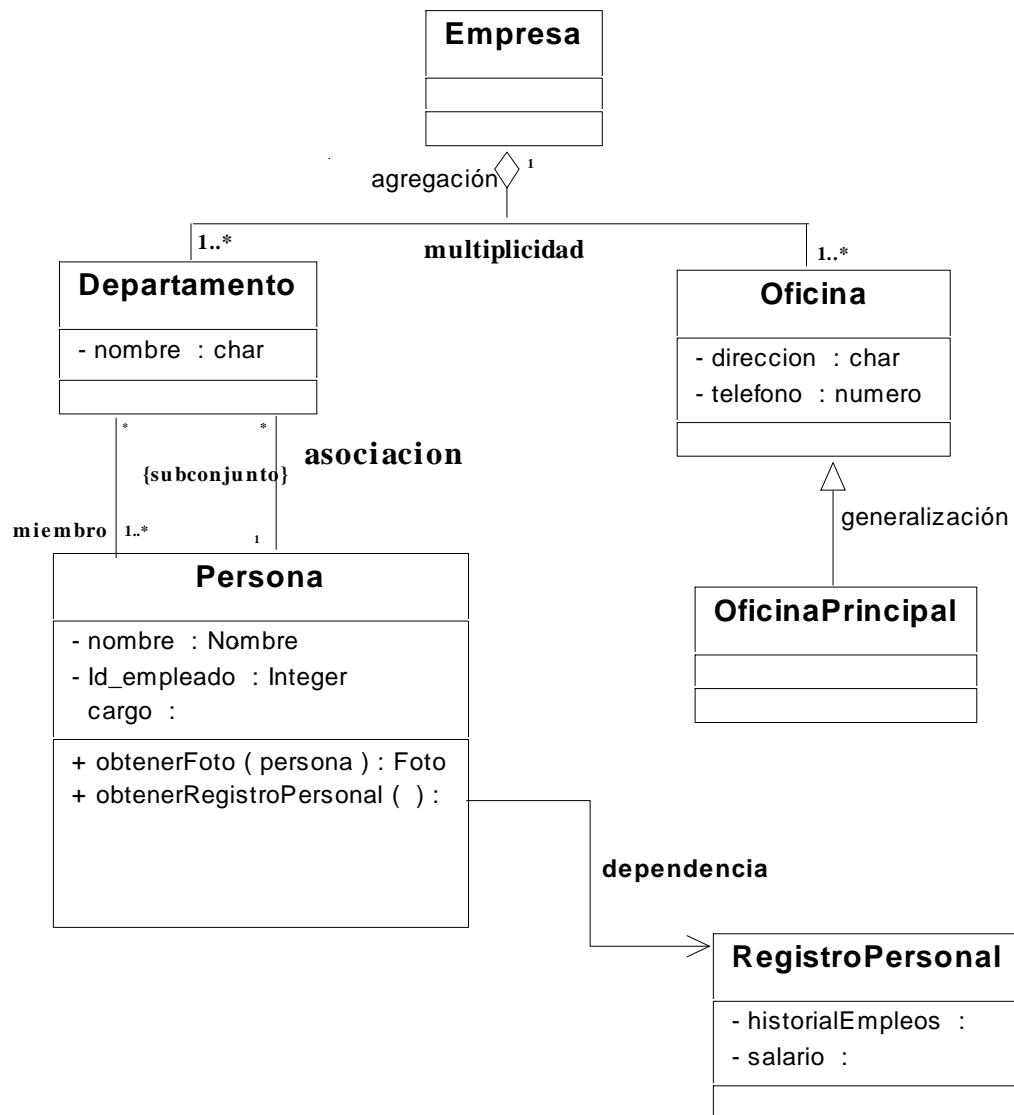 Empresa
agregación
1
1..*
multiplicidad
1..*
Departamento
- nombre : char
Oficina
- direccion : char
- telefono : numero
*
*
asociacion
{subconjunto}
miembro
1..*
1
generalización
Persona
- nombre : Nombre
- Id_empleado : Integer
cargo :
+ obtenerFoto ( persona ) : Foto
+ obtenerRegistroPersonal ( ) :
OficinaPrincipal
dependencia
RegistroPersonal
- historialEmpleos :
- salario :